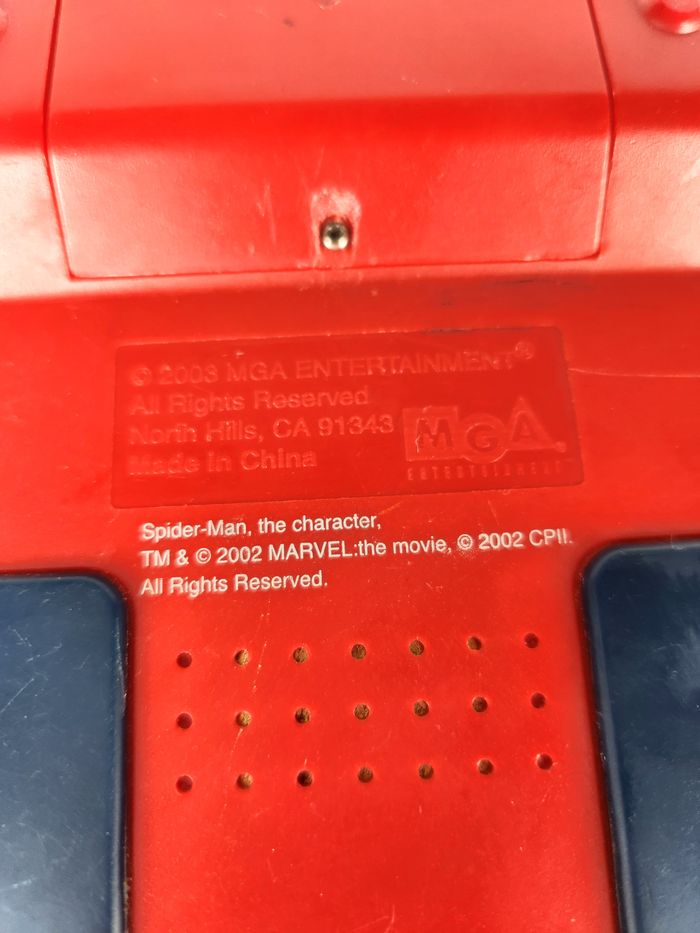 © 2003 MGA ENTERTAINMENT®
All Rights Reserved
North Hills, CA 91343
Made in China
MGA
ENTERTAINMENT
Spider-Man, the character,
TM & © 2002 MARVEL:the movie, © 2002 CPII.
All Rights Reserved.